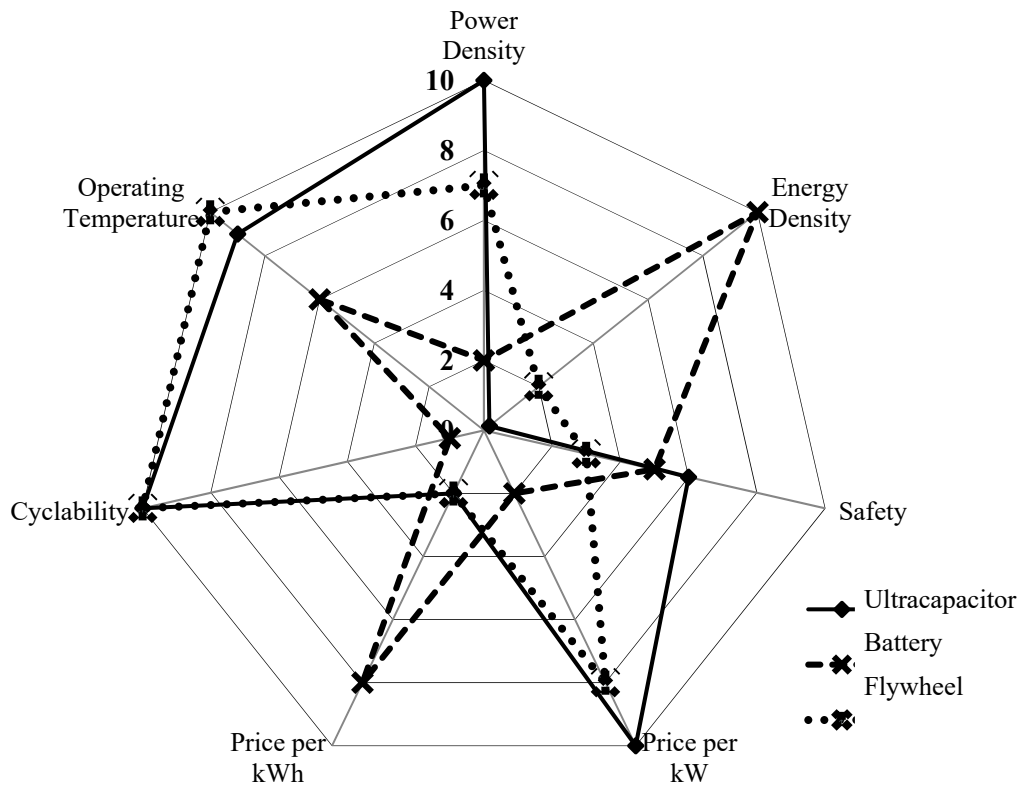 Power
Density
10
8
6
4
2
0
Operating
Temperature
Energy
Density
Cyclability
Safety
Price per
kWh
Price per
kW
Ultracapacitor
Battery
Flywheel